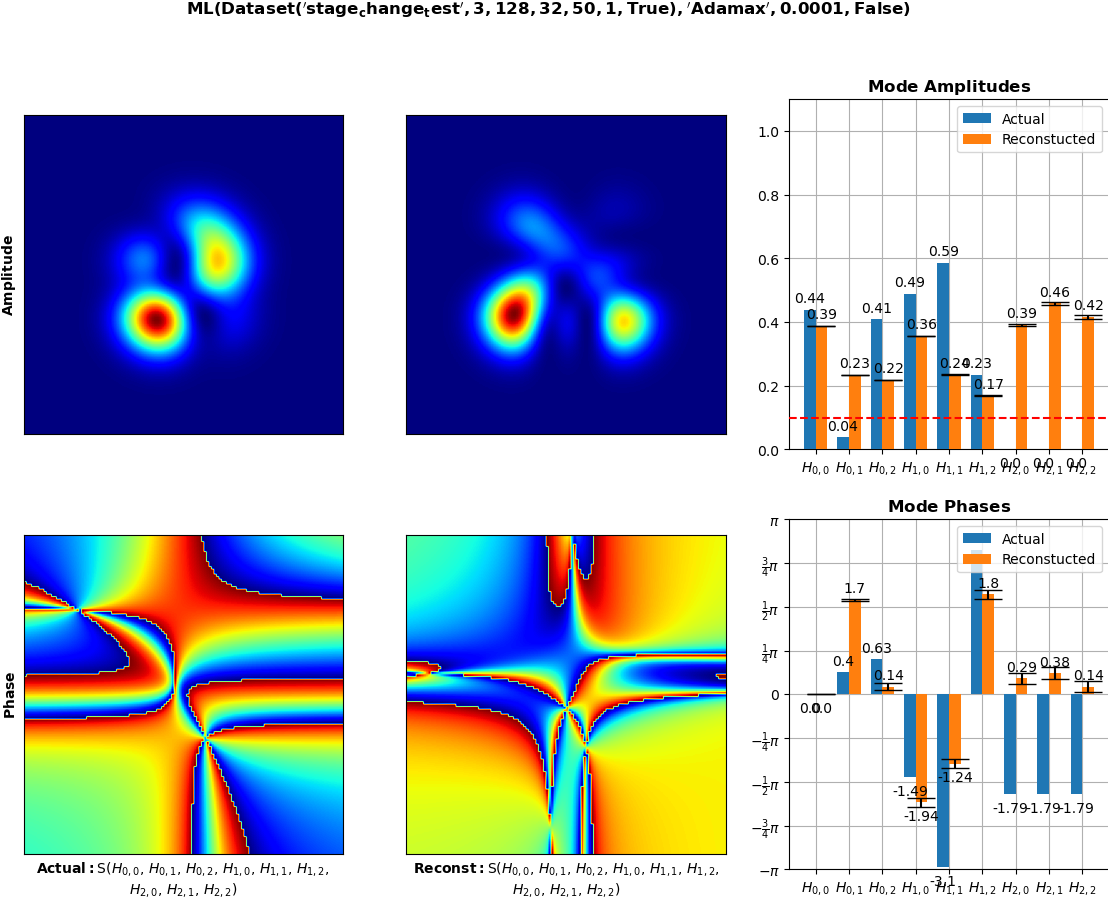 ML(Dataset('stage_change_test', 3, 128, 32, 50, 1, True), 'Adamax', 0.0001, False)
Amplitude
Mode Amplitudes
Actual
Reconstucted
1.0
0.8
0.6
0.4
0.2
0.0
0.44 0.39 0.04 0.23 0.41 0.22 0.49 0.36 0.59 0.24 0.23 0.17 0.0 0.39 0.0 0.46 0.0 0.42
H0,0 H0,1 H0,2 H1,0 H1,1 H1,2 H2,0 H2,1 H2,2
Phase
Mode Phases
Actual
Reconstucted
π
3/4π
1/2π
1/4π
0
−1/4π
−1/2π
−3/4π
−π
0.0 0.0 0.4 1.7 0.63 0.14 -1.49 -1.94 -3.1 -1.24 1.8 -1.79 0.29 -1.79 0.38 -1.79 0.14
H0,0 H0,1 H0,2 H1,0 H1,1 H1,2 H2,0 H2,1 H2,2
Actual: S(H0,0, H0,1, H0,2, H1,0, H1,1, H1,2,
H2,0, H2,1, H2,2)
Reconst: S(H0,0, H0,1, H0,2, H1,0, H1,1, H1,2,
H2,0, H2,1, H2,2)